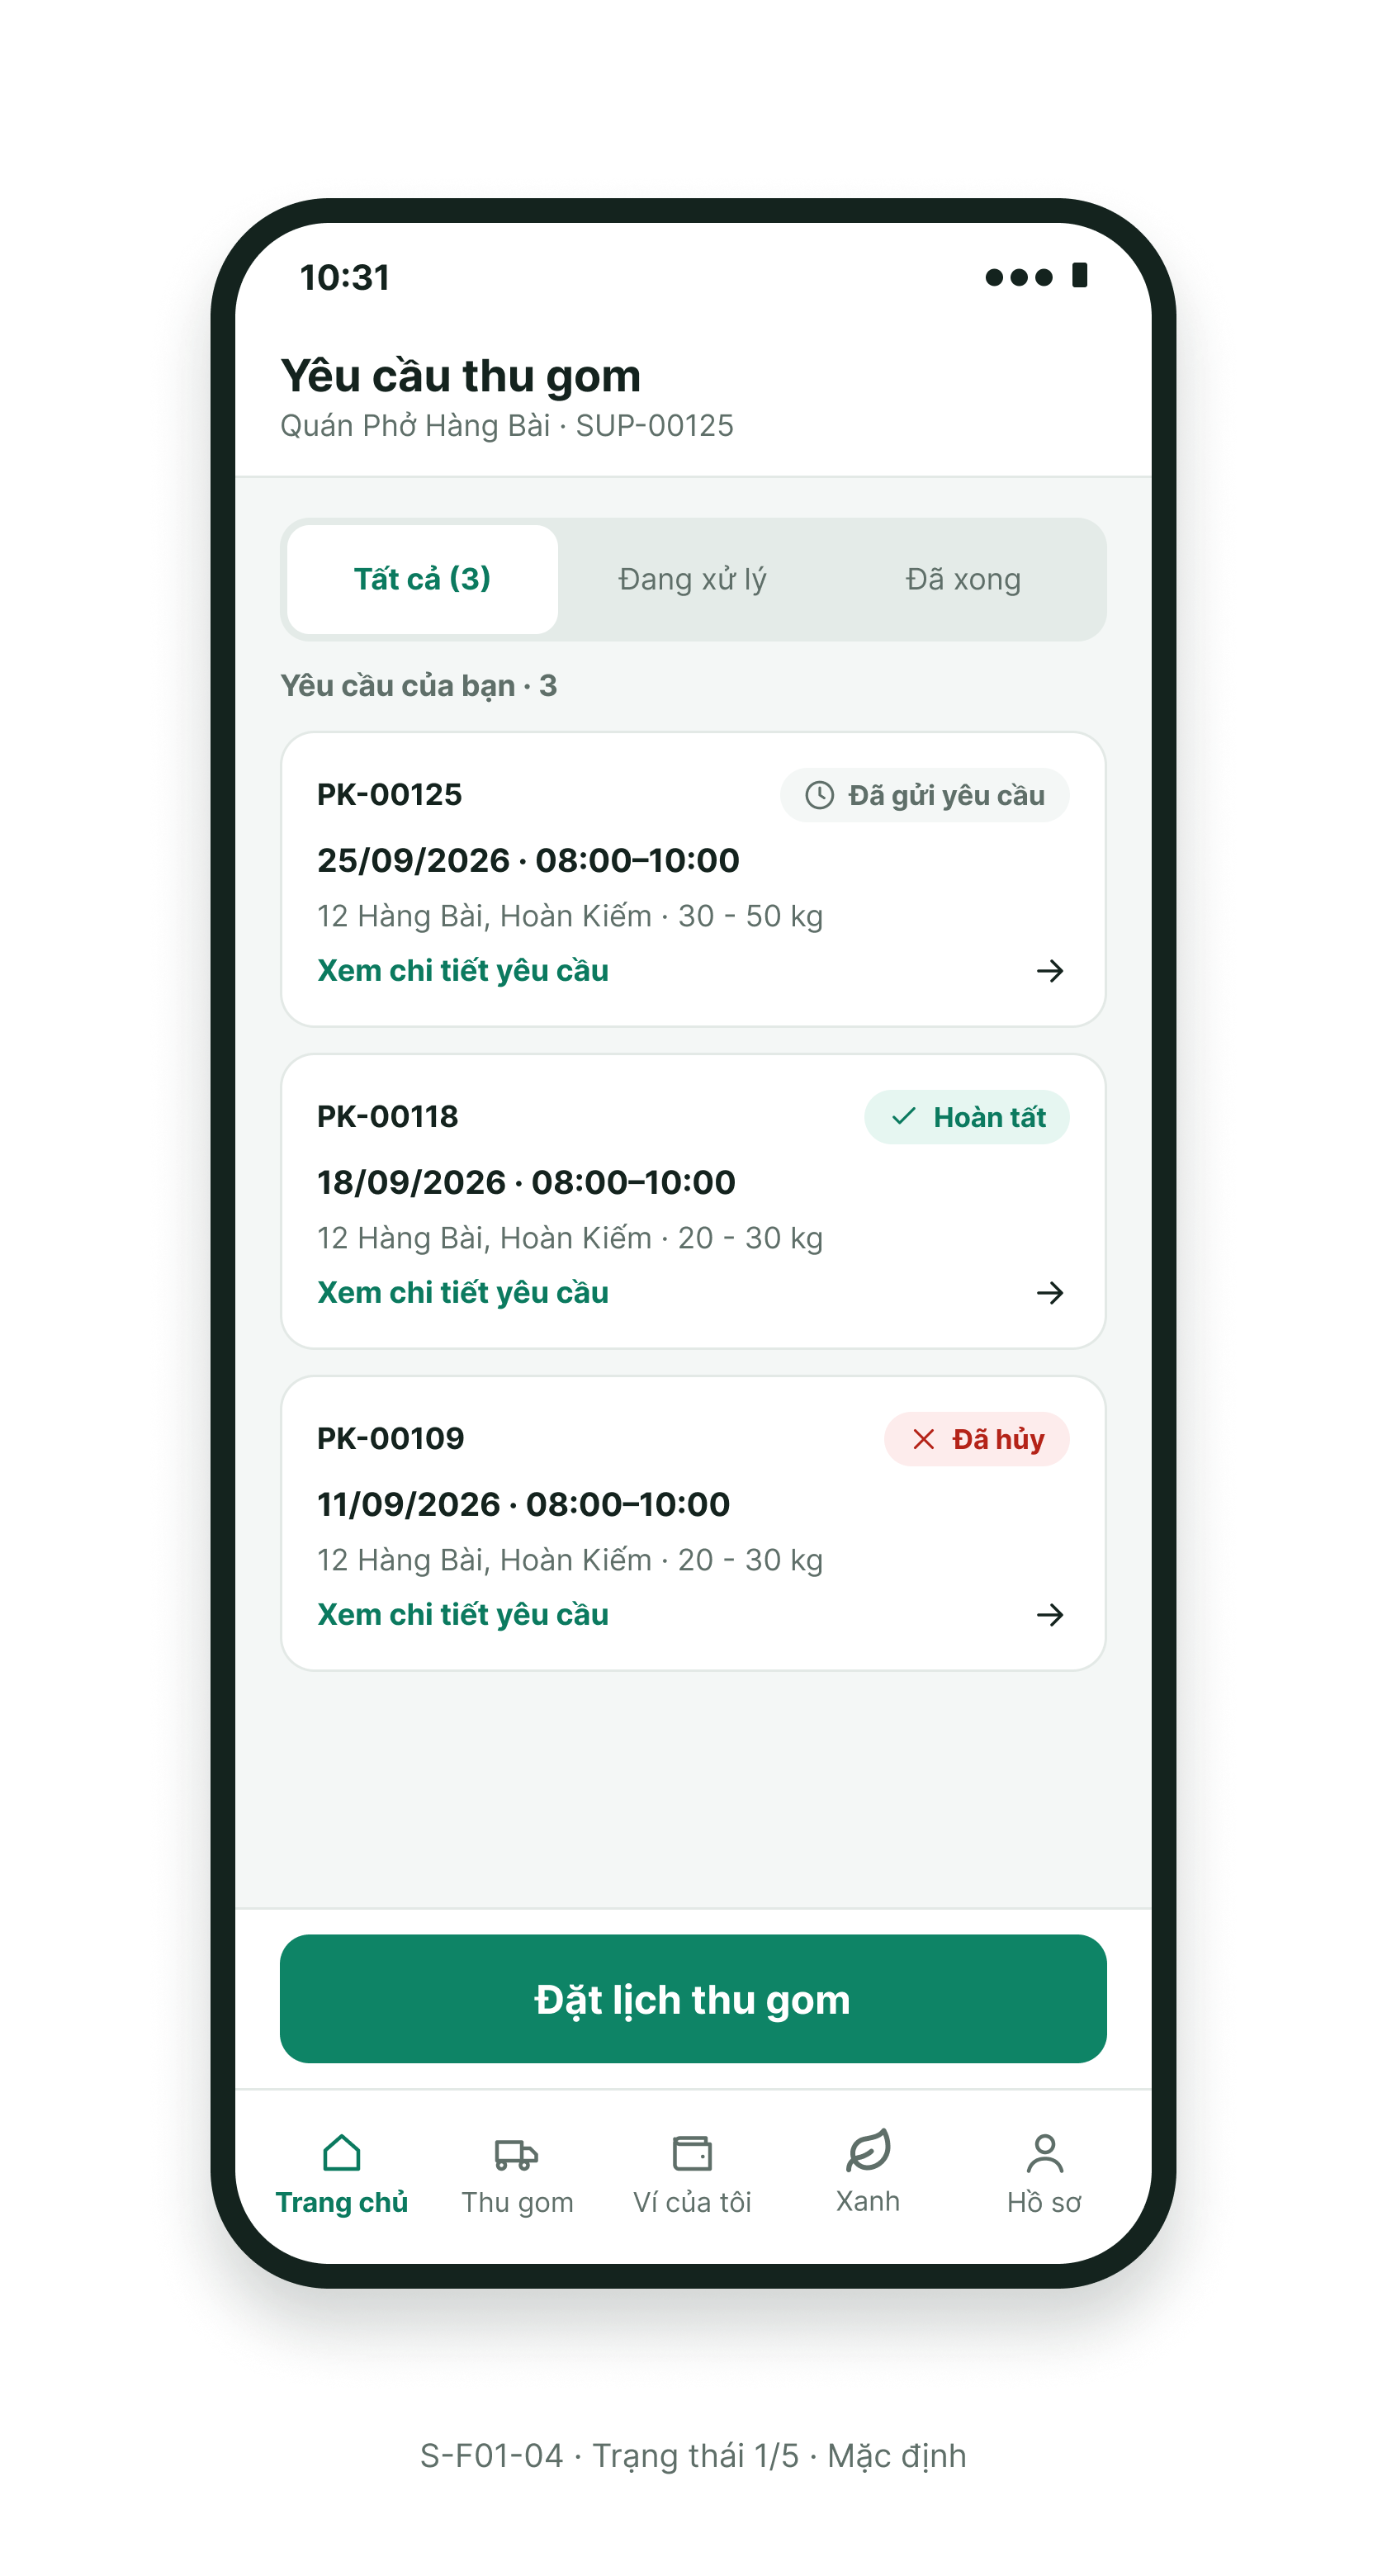 10:31
Yêu cầu thu gom
Quán Phở Hàng Bài · SUP-00125
Tất cả (3)
Đang xử lý
Đã xong
Yêu cầu của bạn · 3
PK-00125
Đã gửi yêu cầu
25/09/2026 · 08:00–10:00
12 Hàng Bài, Hoàn Kiếm · 30 - 50 kg
Xem chi tiết yêu cầu
PK-00118
Hoàn tất
18/09/2026 · 08:00–10:00
12 Hàng Bài, Hoàn Kiếm · 20 - 30 kg
Xem chi tiết yêu cầu
PK-00109
Đã hủy
11/09/2026 · 08:00–10:00
12 Hàng Bài, Hoàn Kiếm · 20 - 30 kg
Xem chi tiết yêu cầu
Đặt lịch thu gom
Trang chủ
Thu gom
Ví của tôi
Xanh
Hồ sơ
S-F01-04 · Trạng thái 1/5 · Mặc định